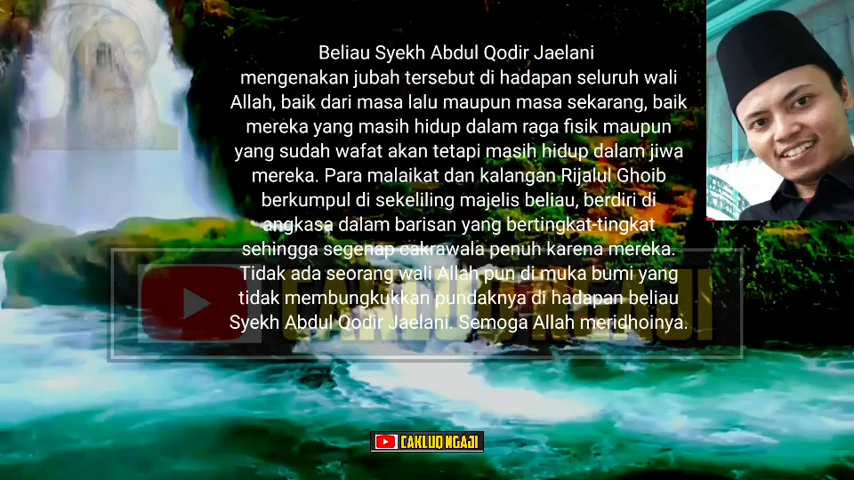 Beliau Syekh Abdul Qodir Jaelani
mengenakan jubah tersebut di hadapan seluruh wali
Allah, baik dari masa lalu maupun masa sekarang, baik
mereka yang masih hidup dalam raga fisik maupun
yang sudah wafat akan tetapi masih hidup dalam jiwa
mereka. Para malaikat dan kalangan Rijalul Ghoib
berkumpul di sekeliling majelis beliau, berdiri di
angkasa dalam barisan yang bertingkat-tingkat
sehingga segenap cakrawala penuh karena mereka.
Tidak ada seorang wali Allah pun di muka bumi yang
tidak membungkukkan pundaknya di hadapan beliau
Syekh Abdul Qodir Jaelani. Semoga Allah meridhoinya.
CAKLUQ NGAJI
CAKLUQ NGAJI